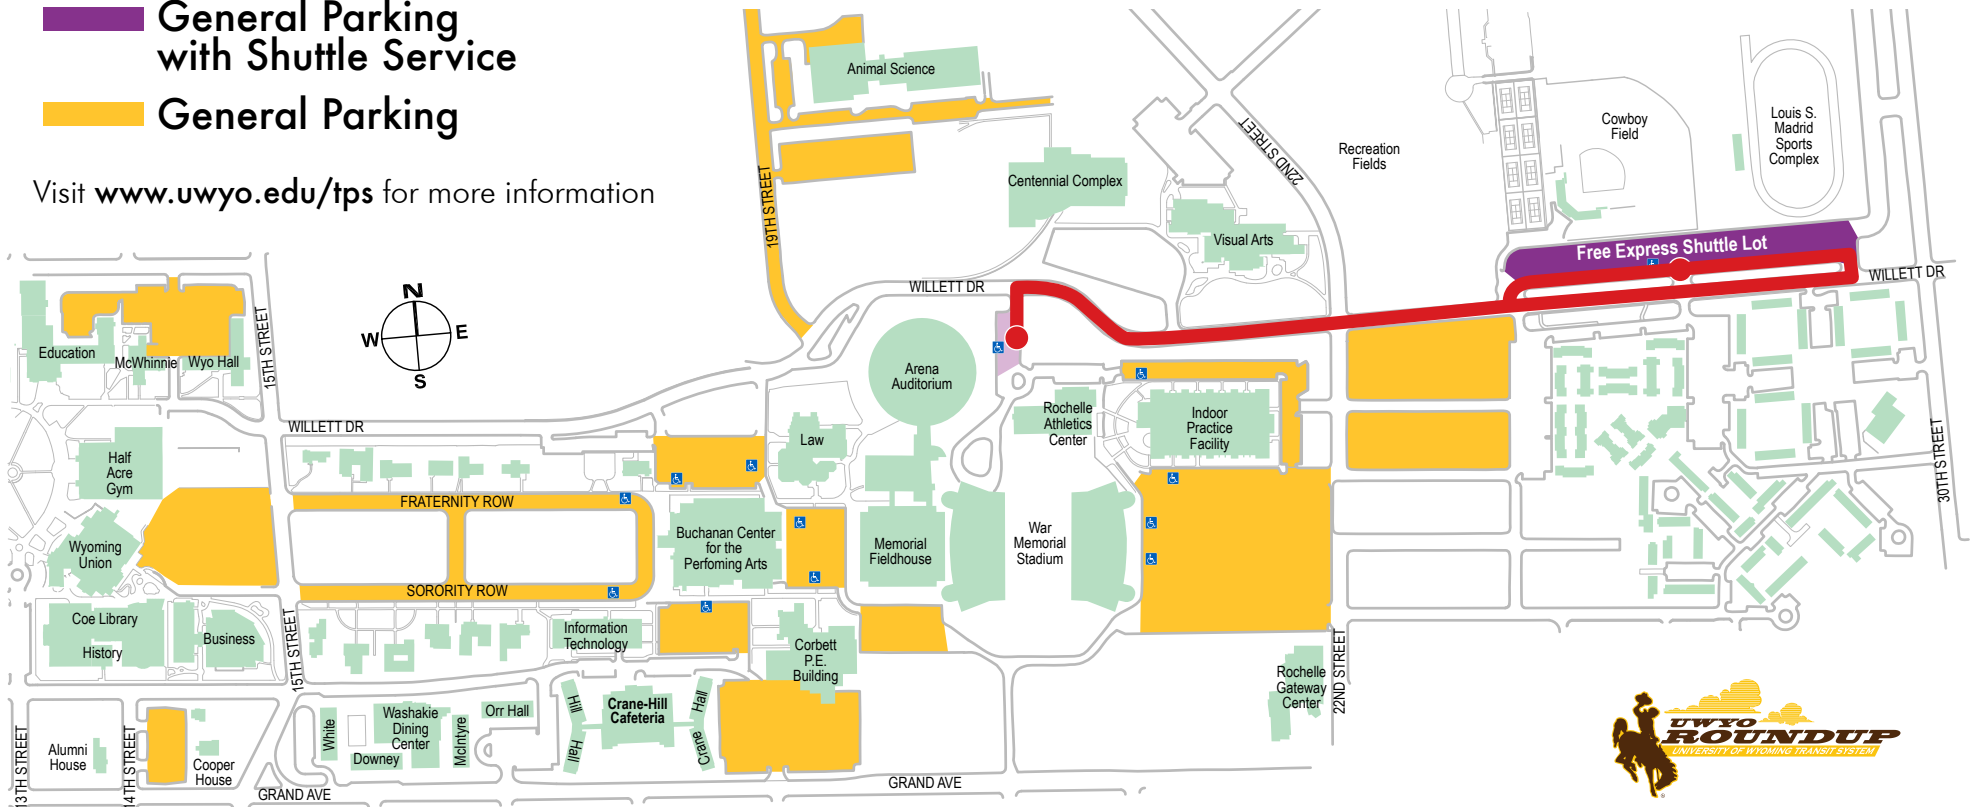 General Parking
with Shuttle Service
General Parking
Visit www.uwyo.edu/tps for more information
Animal Science
Centennial Complex
22ND STREET
Recreation
Fields
Cowboy
Field
Louis S.
Madrid
Sports
Complex
19TH STREET
Visual Arts
Free Express Shuttle Lot
WILLETT DR
WILLETT DR
N
W
E
S
15TH STREET
Education
McWhinnie
Wyo Hall
Arena
Auditorium
Rochelle
Athletics
Center
Indoor
Practice
Facility
WILLETT DR
Law
Half
Acre
Gym
30TH STREET
FRATERNITY ROW
Wyoming
Union
Buchanan Center
for the
Perfoming Arts
Memorial
Fieldhouse
War
Memorial
Stadium
SORORITY ROW
Coe Library
History
Business
15TH STREET
Information
Technology
Corbett
P.E.
Building
Rochelle
Gateway
Center
22ND STREET
13TH STREET
Alumni
House
14TH STREET
Cooper
House
White
Washakie
Dining
Center
Downey
McIntyre
Orr Hall
Hill
Hall
Crane-Hill
Cafeteria
Hall
Crane
GRAND AVE
GRAND AVE
UWYO
ROUNDUP
UNIVERSITY OF WYOMING TRANSIT SYSTEM